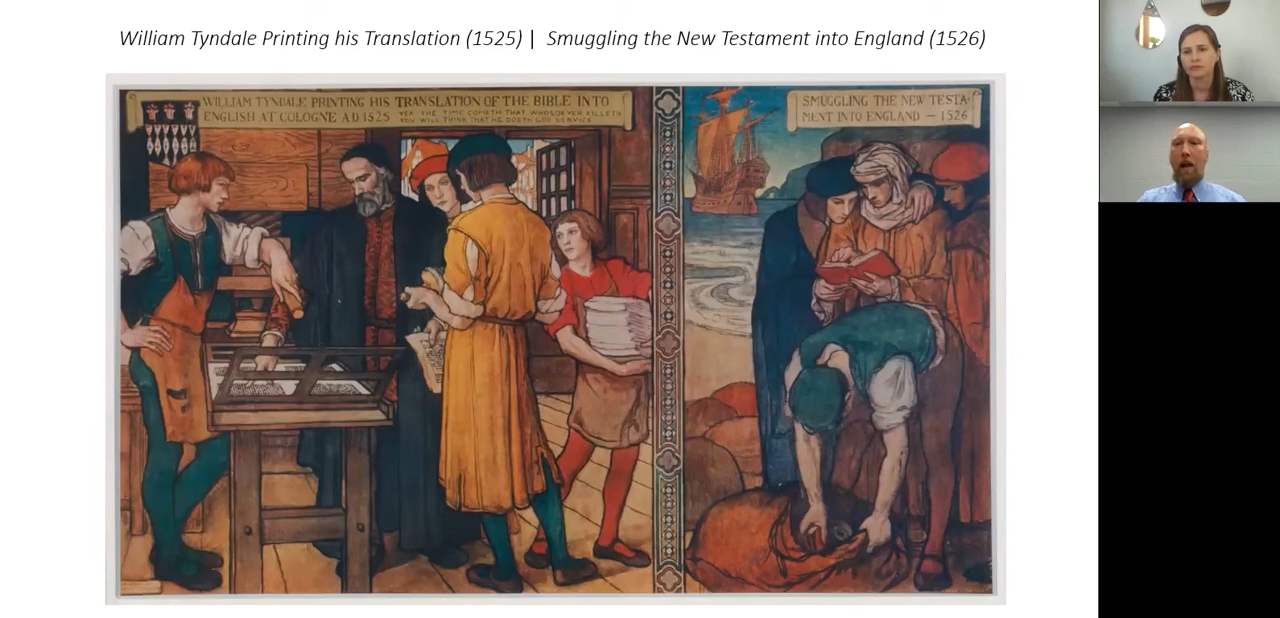 William Tyndale Printing his Translation (1525) | Smuggling the New Testament into England (1526)
WILLIAM TYNDALE PRINTING HIS TRANSLATION OF THE BIBLE INTO
ENGLISH AT COLOGNE A.D 1525 YEA THE TIME COMETH THAT WHOSOEVER KILLETH
YOU WILL THINK THAT HE DOETH GOD SERVICE
SMUGGLING THE NEW TESTA-
MENT INTO ENGLAND — 1526